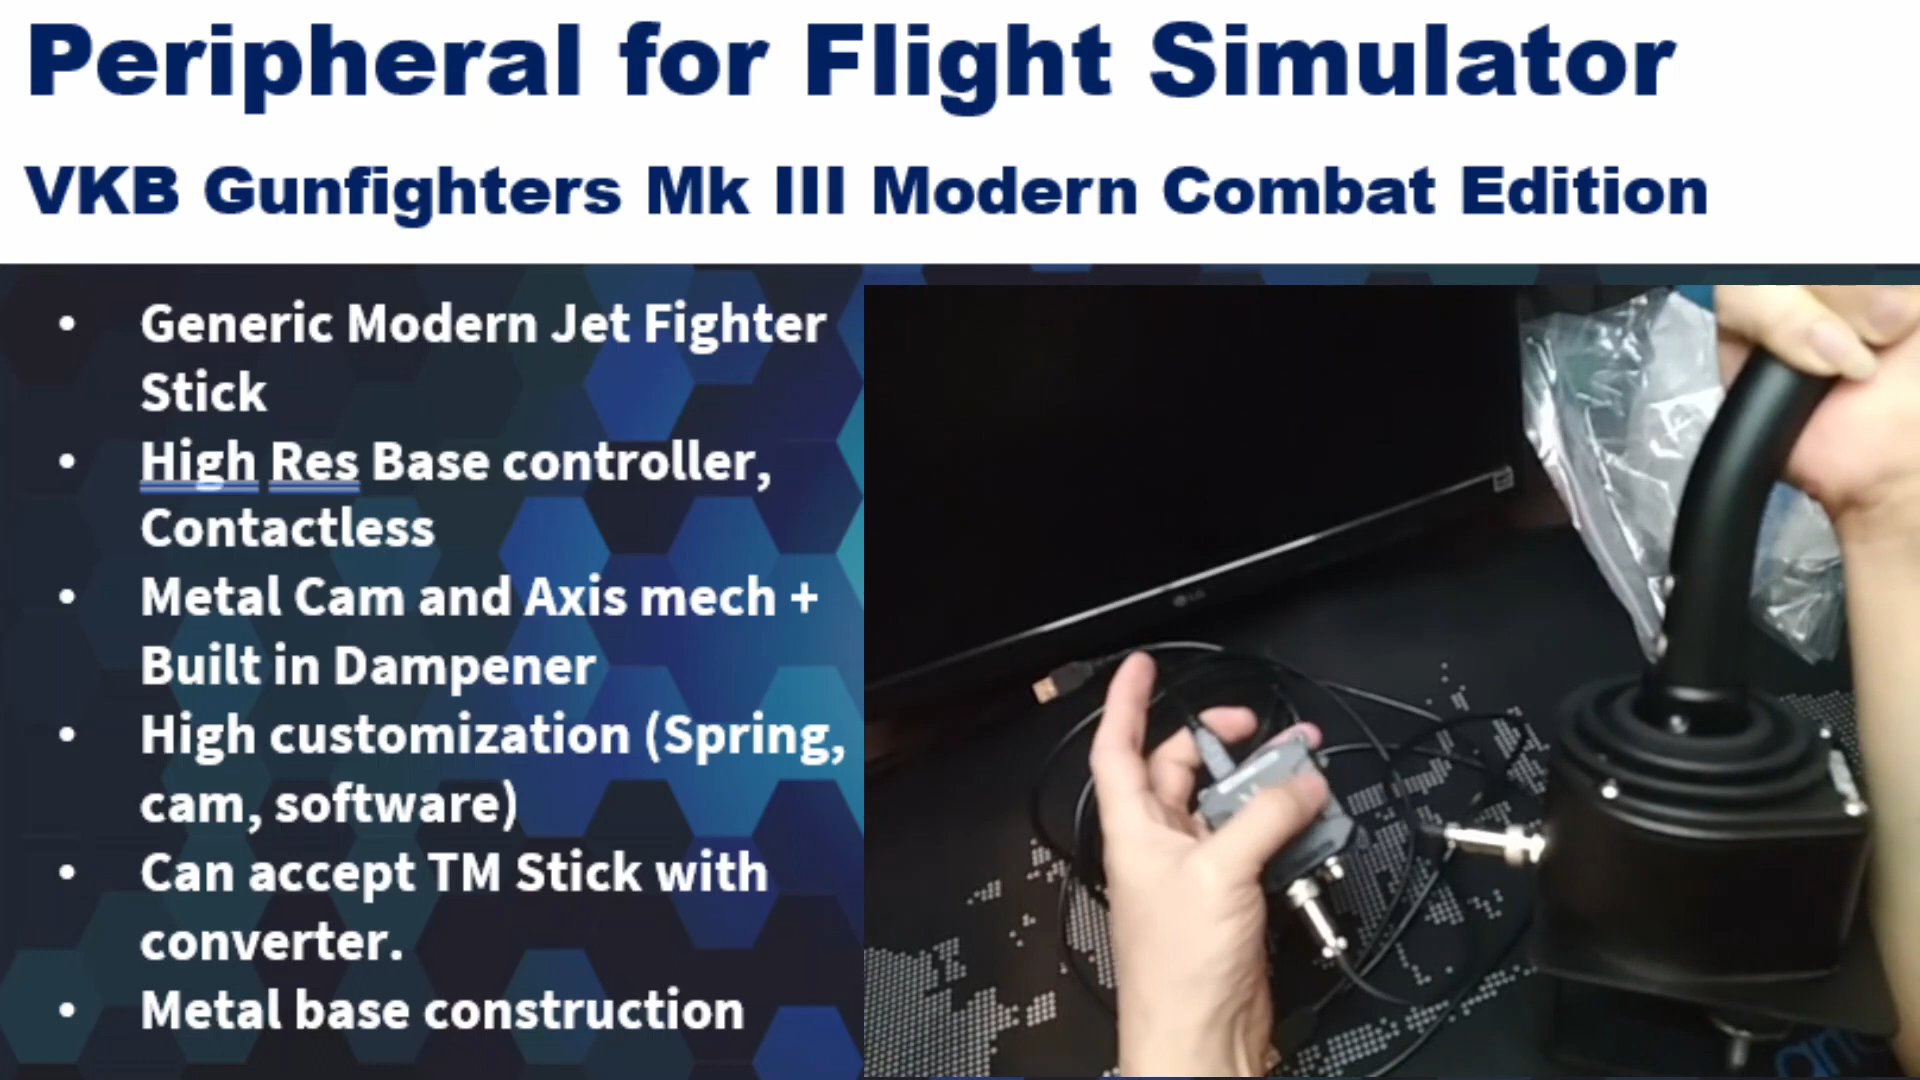 Peripheral for Flight Simulator
VKB Gunfighters Mk III Modern Combat Edition
• Generic Modern Jet Fighter
Stick
• High Res Base controller,
Contactless
• Metal Cam and Axis mech +
Built in Dampener
• High customization (Spring,
cam, software)
• Can accept TM Stick with
converter.
• Metal base construction
LG